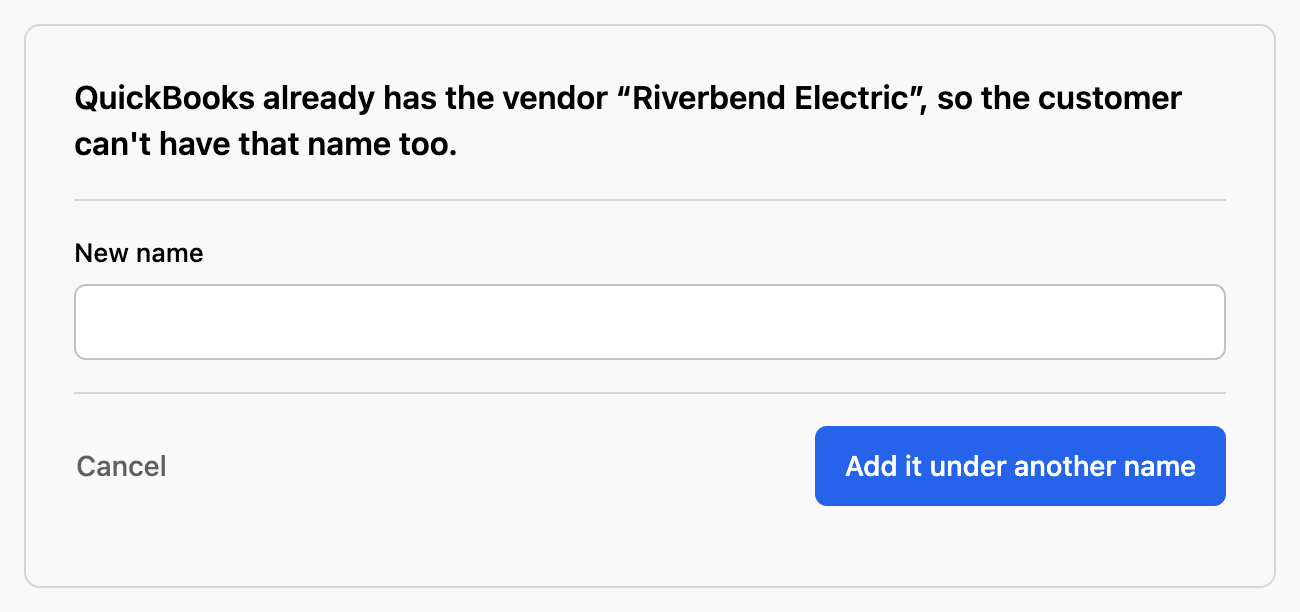 QuickBooks already has the vendor “Riverbend Electric”, so the customer
can't have that name too.
New name
Cancel
Add it under another name